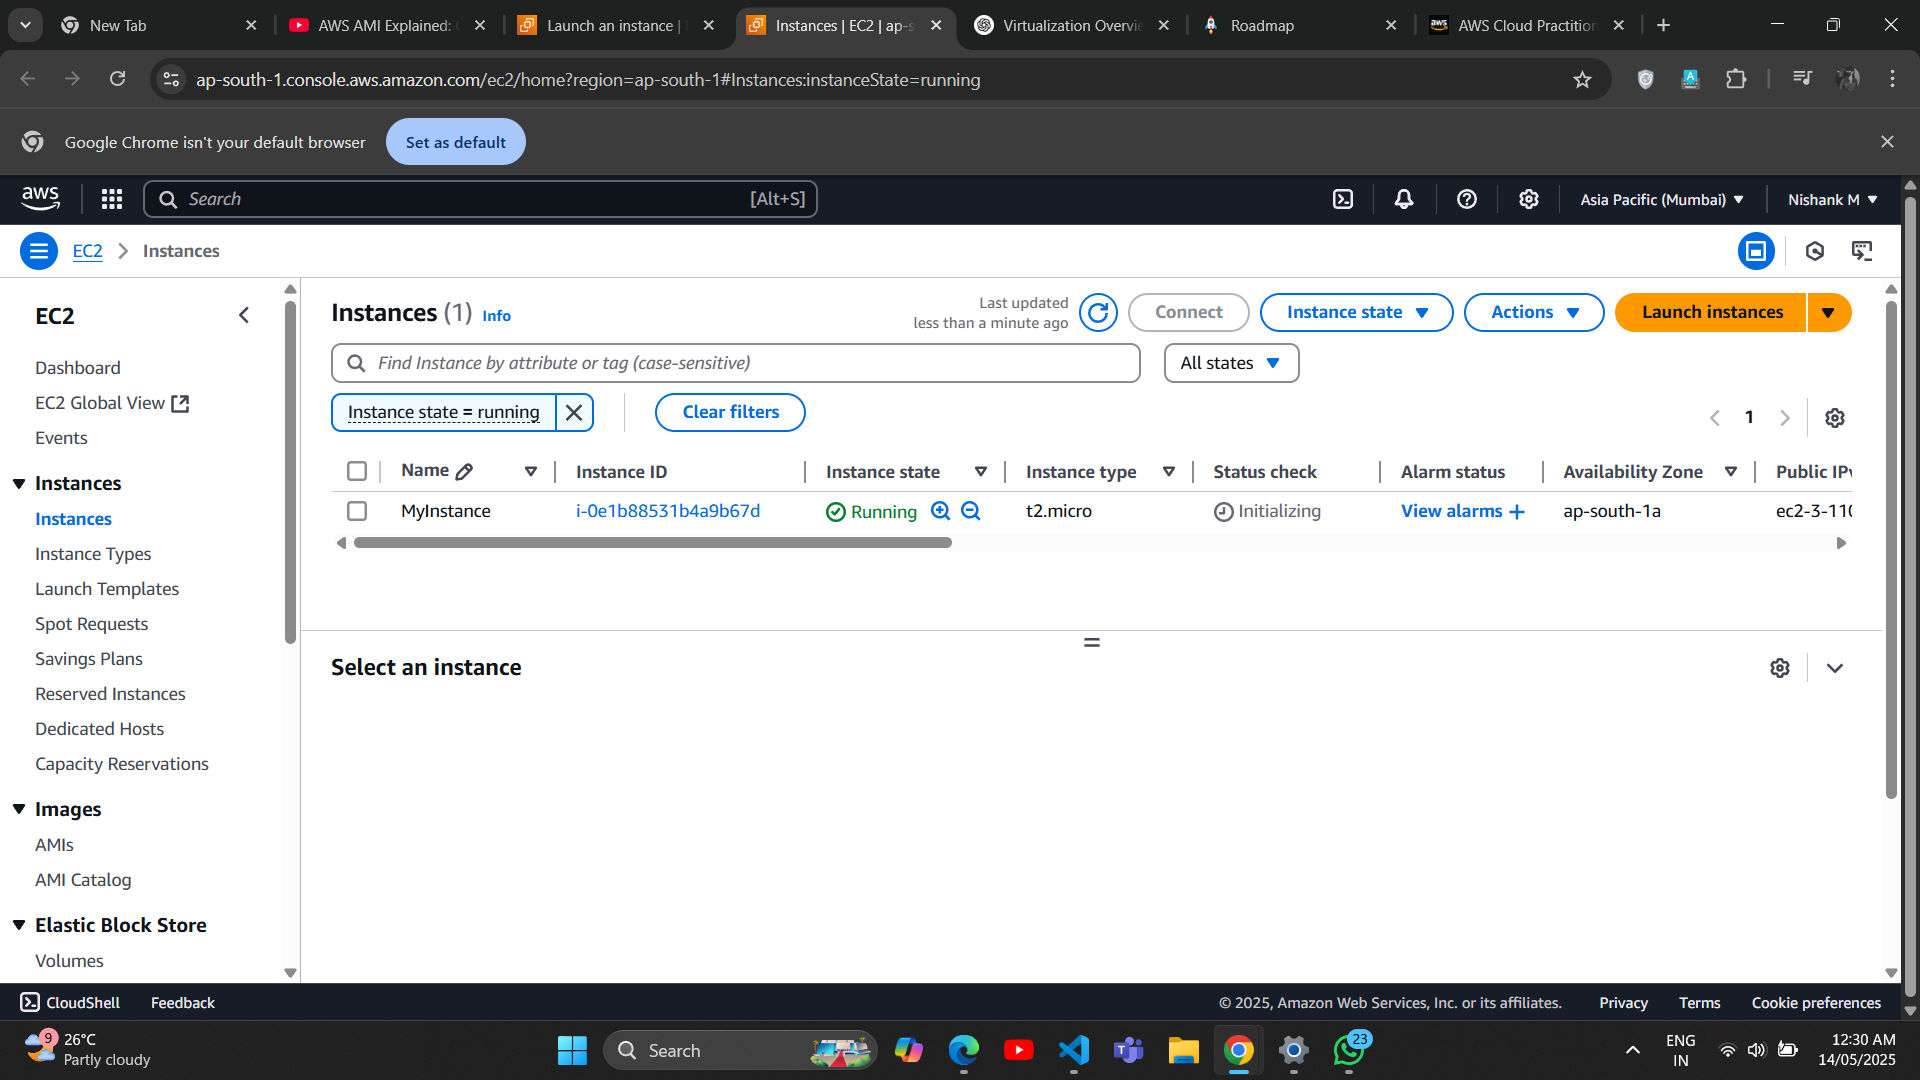 New Tab
AWS AMI Explained:
Launch an instance |
Instances | EC2 | ap-s
Virtualization Overvie
Roadmap
AWS Cloud Practition
ap-south-1.console.aws.amazon.com/ec2/home?region=ap-south-1#Instances:instanceState=running
Google Chrome isn't your default browser
Set as default
aws
Search
[Alt+S]
Asia Pacific (Mumbai)
Nishank M
EC2
Instances
EC2
Dashboard
EC2 Global View
Events
Instances
Instances
Instance Types
Launch Templates
Spot Requests
Savings Plans
Reserved Instances
Dedicated Hosts
Capacity Reservations
Images
AMIs
AMI Catalog
Elastic Block Store
Volumes
Instances (1) Info
Last updated
less than a minute ago
Connect
Instance state
Actions
Launch instances
Find Instance by attribute or tag (case-sensitive)
All states
Instance state = running
Clear filters
1
Name Instance ID Instance state Instance type Status check Alarm status Availability Zone Public IPv
MyInstance i-0e1b88531b4a9b67d Running t2.micro Initializing View alarms + ap-south-1a ec2-3-110
Select an instance
CloudShell
Feedback
© 2025, Amazon Web Services, Inc. or its affiliates.
Privacy
Terms
Cookie preferences
9
26°C
Partly cloudy
Search
23
ENG
IN
12:30 AM
14/05/2025